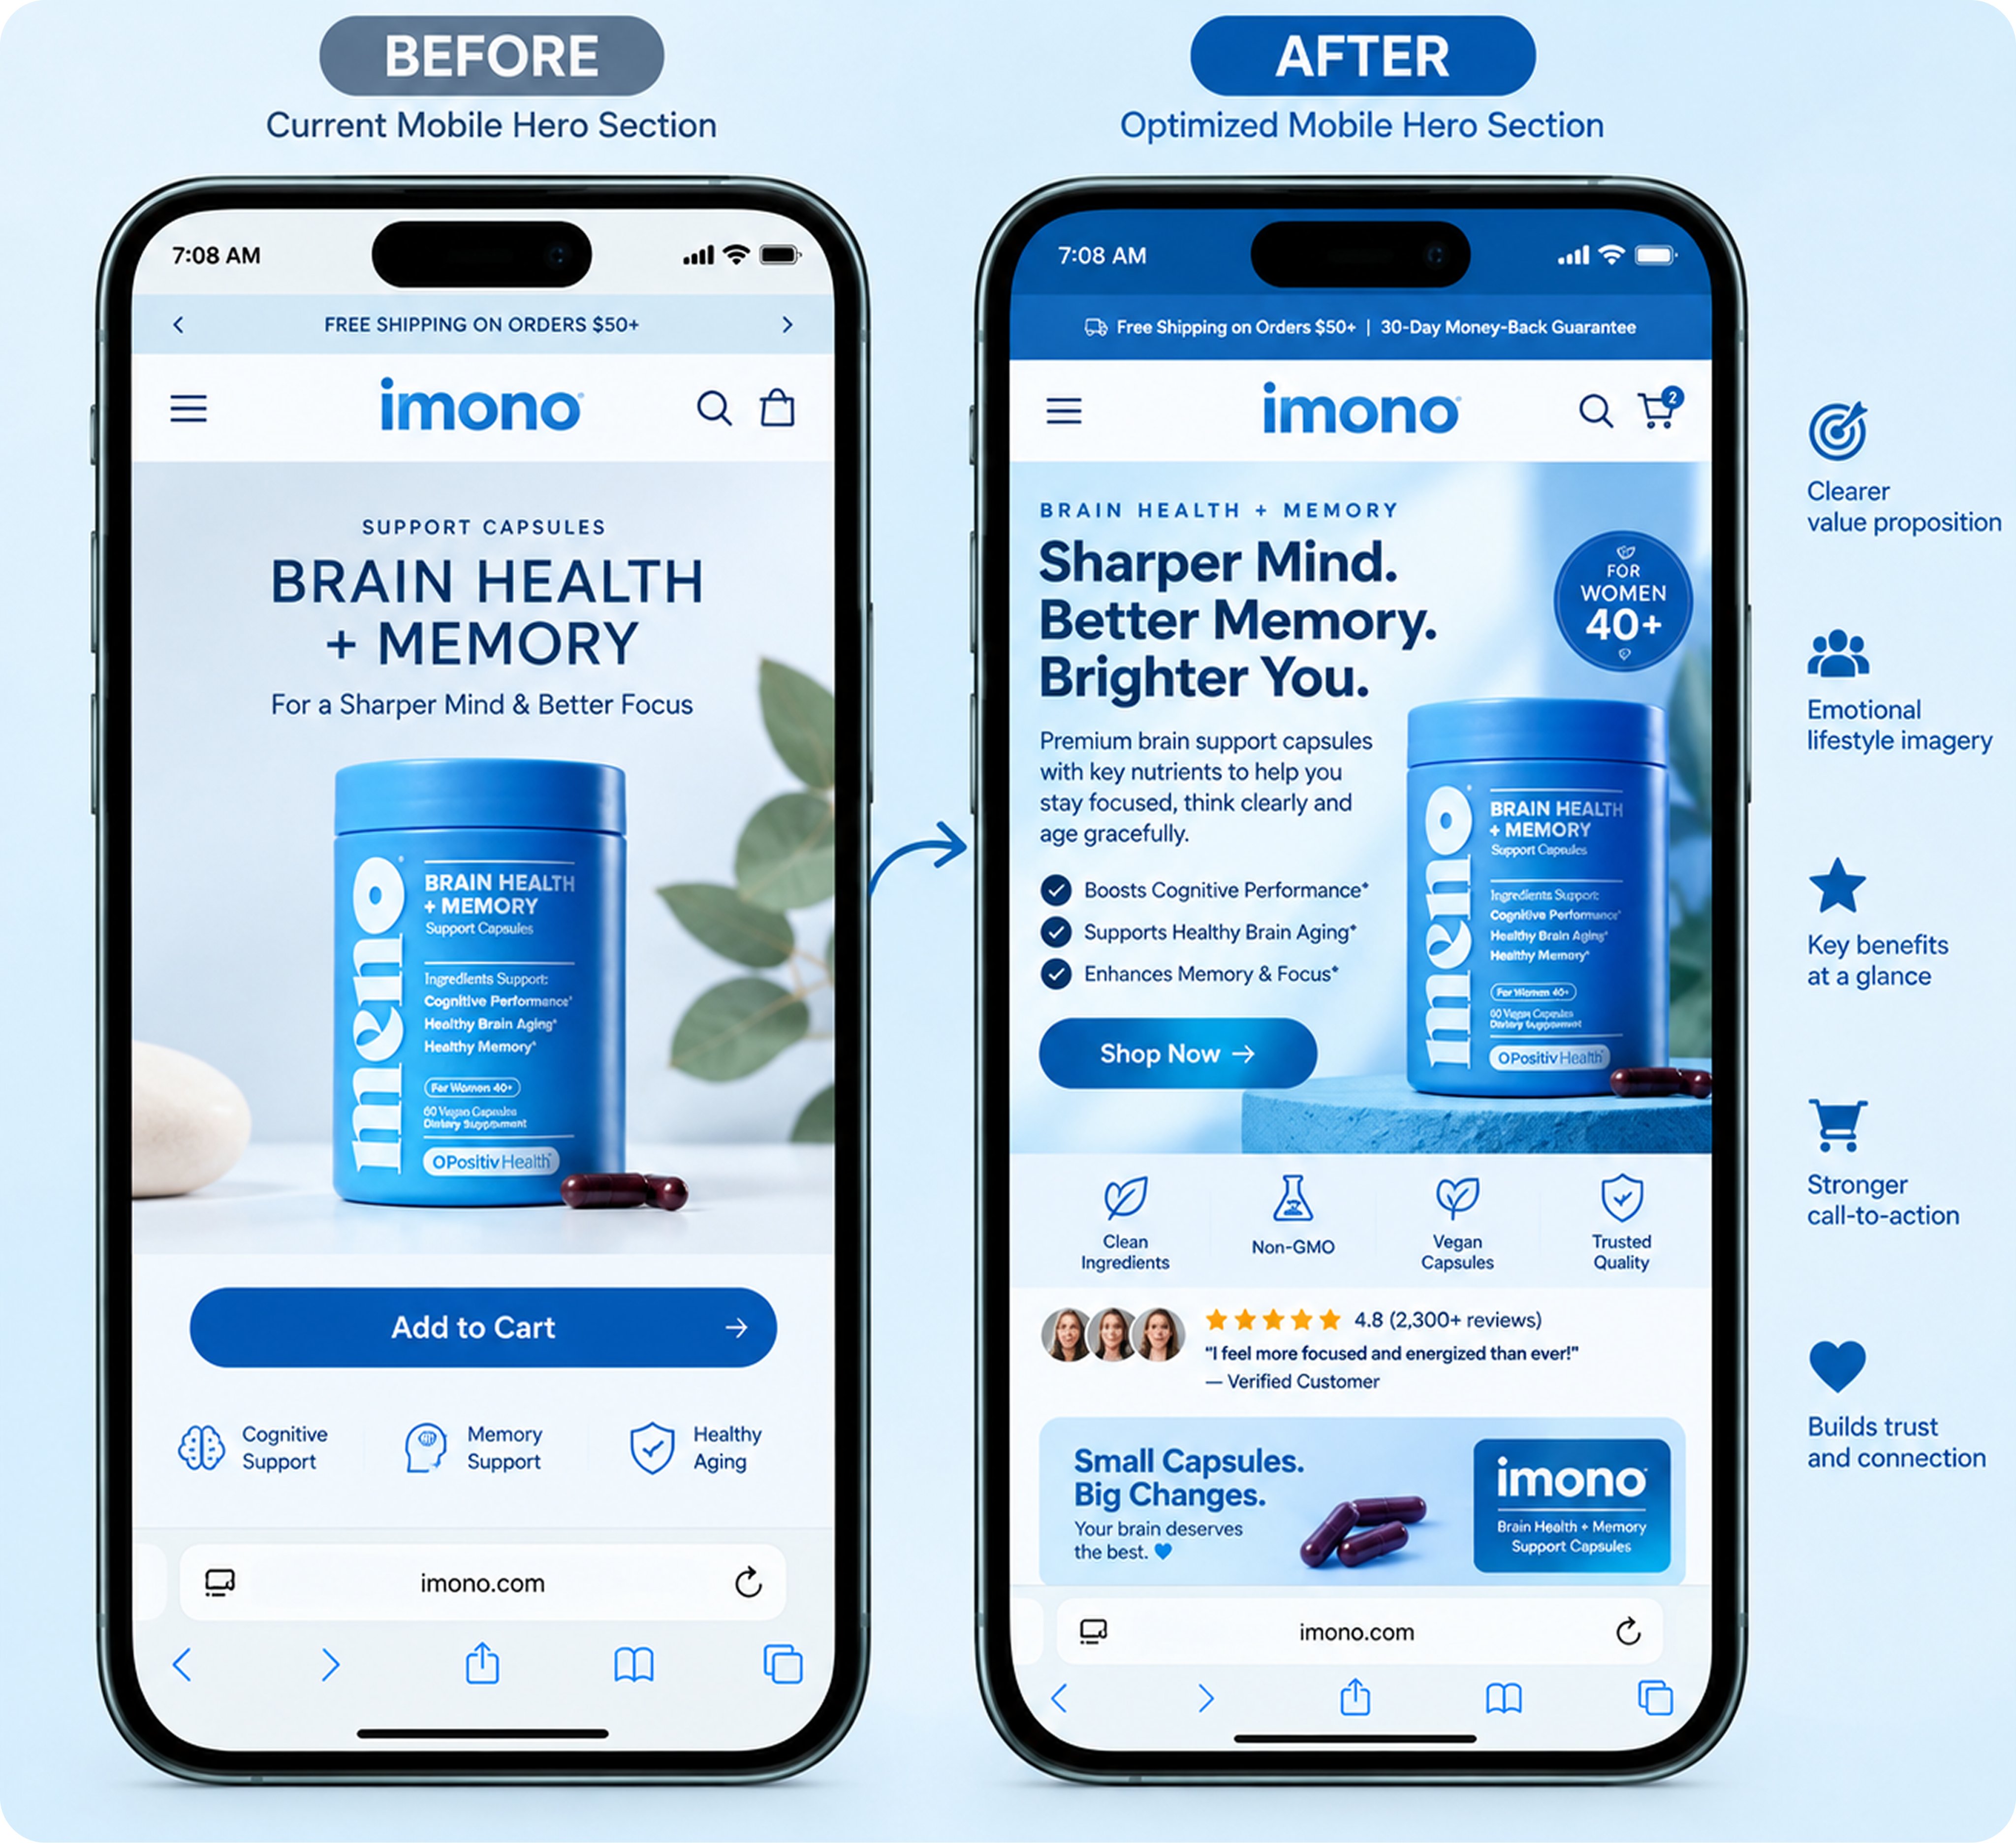 BEFORE
Current Mobile Hero Section
7:08 AM
FREE SHIPPING ON ORDERS $50+
imono
SUPPORT CAPSULES
BRAIN HEALTH
+ MEMORY
For a Sharper Mind & Better Focus
meno
BRAIN HEALTH
+ MEMORY
Support Capsules
Ingredients Support:
Cognitive Performance*
Healthy Brain Aging*
Healthy Memory*
For Women 40+
60 Vegan Capsules
Dietary Supplement
OPositiv Health
Add to Cart
Cognitive
Support
Memory
Support
Healthy
Aging
imono.com
AFTER
Optimized Mobile Hero Section
7:08 AM
Free Shipping on Orders $50+ | 30-Day Money-Back Guarantee
imono
2
BRAIN HEALTH + MEMORY
Sharper Mind.
Better Memory.
Brighter You.
FOR
WOMEN
40+
Premium brain support capsules
with key nutrients to help you
stay focused, think clearly and
age gracefully.
Boosts Cognitive Performance*
Supports Healthy Brain Aging*
Enhances Memory & Focus*
Shop Now
meno
BRAIN HEALTH
+ MEMORY
Support Capsules
Ingredients Support:
Cognitive Performance*
Healthy Brain Aging*
Healthy Memory*
For Women 40+
60 Vegan Capsules
Dietary Supplement
OPositiv Health
Clean
Ingredients
Non-GMO
Vegan
Capsules
Trusted
Quality
4.8 (2,300+ reviews)
"I feel more focused and energized than ever!"
— Verified Customer
Small Capsules.
Big Changes.
Your brain deserves
the best.
imono
Brain Health + Memory
Support Capsules
imono.com
Clearer
value proposition
Emotional
lifestyle imagery
Key benefits
at a glance
Stronger
call-to-action
Builds trust
and connection